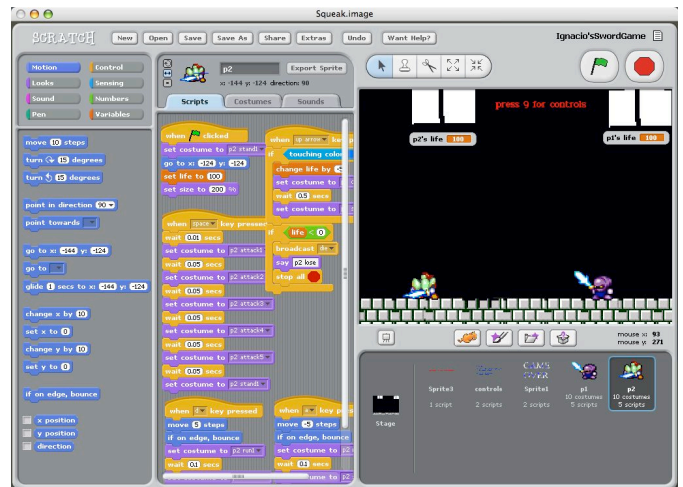 Squeak.image
SCRATCH
New Open Save Save As Share Extras Undo Want Help?
Ignacio'sSwordGame
Motion Control
Looks Sensing
Sound Numbers
Pen Variables
move 10 steps
turn 15 degrees
turn 15 degrees
point in direction 90
point towards
go to x: -144 y: -124
go to
glide 1 secs to x: -144 y: -124
change x by 10
set x to 0
change y by 10
set y to 0
if on edge, bounce
x position
y position
direction
p2
Export Sprite
x: -144 y: -124 direction: 90
Scripts Costumes Sounds
when clicked
set costume to p2 stand1
go to x: -124 y: -124
set life to 100
set size to 200 %
when space key pressed
wait 0.01 secs
set costume to p2 attack1
wait 0.05 secs
set costume to p2 attack2
wait 0.05 secs
set costume to p2 attack3
wait 0.05 secs
set costume to p2 attack4
wait 0.05 secs
set costume to p2 attack5
wait 0.05 secs
set costume to p2 stand1
when key pressed
move 5 steps
if on edge, bounce
set costume to p2 run1
wait 0.1 secs
when up arrow key p
if touching color
change life by
set costume to
wait 0.5 secs
set costume to
if life < 0
broadcast die
say p2 lose
stop all
when key pr
move -5 steps
if on edge, bounce
set costume to p2
wait 0.1 secs
press 9 for controls
p2's life 100
p1's life 100
mouse x: 93
mouse y: 271
Stage
Sprite3
1 script
controls
2 scripts
GAME
OVER
Sprite1
2 scripts
p1
10 costumes
5 scripts
p2
10 costumes
5 scripts